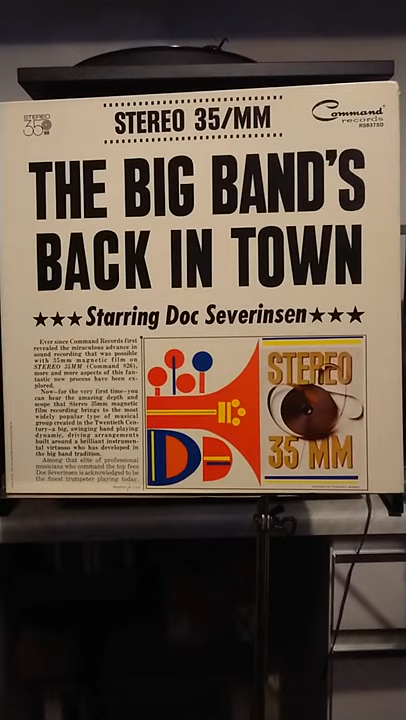 STEREO
35
STEREO 35/MM
Command®
records
RS837SD
THE BIG BAND'S
BACK IN TOWN
★★★Starring Doc Severinsen★★★
Ever since Command Records first
revealed the miraculous advance in
sound recording that was possible
with 35mm magnetic film on
STEREO 35MM (Command 826),
more and more aspects of this fan-
tastic new process have been ex-
plored.
Now—for the very first time—you
can hear the amazing depth and
scope that Stereo 35mm magnetic
film recording brings to the most
widely popular type of musical
group created in the Twentieth Cen-
tury—a big, swinging band playing
dynamic, driving arrangements
built around a brilliant instrumen-
tal virtuoso who has developed in
the big band tradition.
Among that elite of professional
musicians who command the top fees
Doc Severinsen is acknowledged to be
the finest trumpeter playing today.
STEREO
35 MM